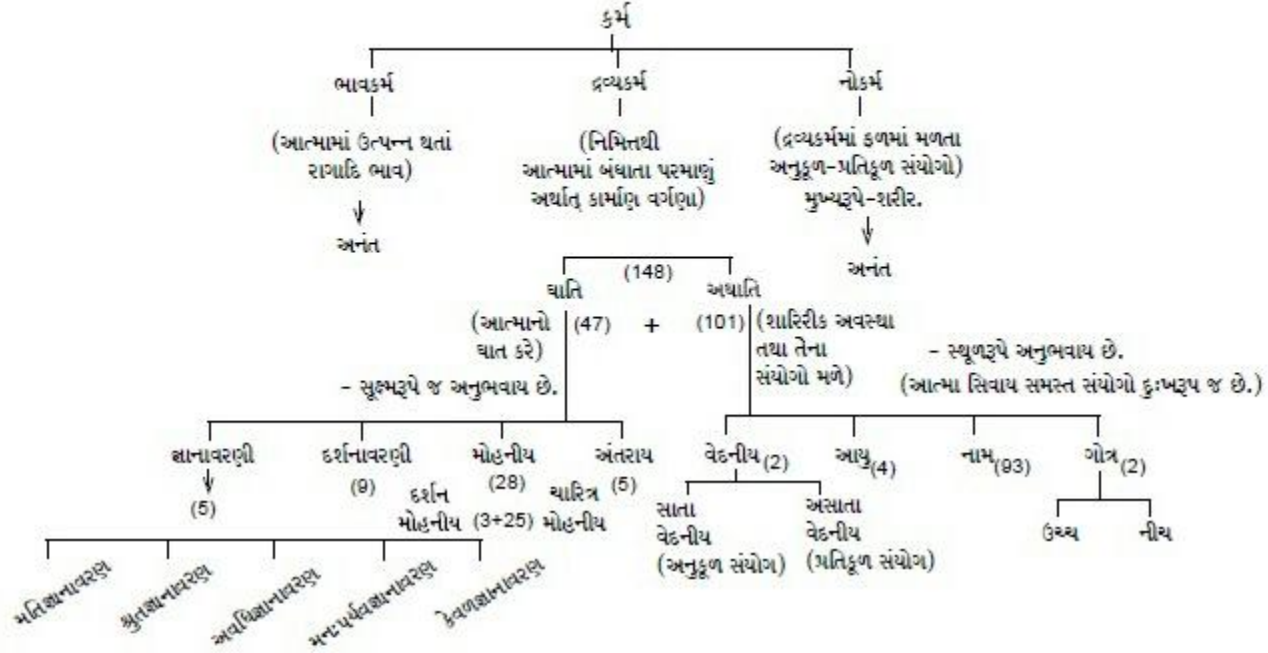 કર્મ
ભાવકર્મ દ્રવ્યકર્મ નોકર્મ
(આત્મામાં ઉત્પન્ન થતાં
રાગાદિ ભાવ)
અનંત
(નિમિત્તથી
આત્મામાં બંધાતા પરમાણું
અર્થાત્ કાર્માણ વર્ગણા)
(દ્રવ્યકર્મમાં ફળમાં મળતા
અનુકૂળ-પ્રતિકૂળ સંયોગો)
મુખ્યરૂપે-શરીર.
અનંત
(148)
ઘાતિ અઘાતિ
(47) + (101)
(આત્માનો
ઘાત કરે)
- સૂક્ષ્મરૂપે જ અનુભવાય છે.
(શારિરીક અવસ્થા
તથા તેના
સંયોગો મળે)
- સ્થૂળરૂપે અનુભવાય છે.
(આત્મા સિવાય સમસ્ત સંયોગો દુઃખરૂપ જ છે.)
જ્ઞાનાવરણી દર્શનાવરણી મોહનીય અંતરાય વેદનીય (2) આયુ (4) નામ (93) ગોત્ર (2)
(5) (9) (28) (5)
દર્શન
મોહનીય (3+25)
ચારિત્ર
મોહનીય
સાતા
વેદનીય
(અનુકૂળ સંયોગ)
અસાતા
વેદનીય
(પ્રતિકૂળ સંયોગ)
ઉચ્ચ નીચ
મતિજ્ઞાનાવરણ
શ્રુતજ્ઞાનાવરણ
અવધિજ્ઞાનાવરણ
મનઃપર્યવજ્ઞાનાવરણ
કેવળજ્ઞાનાવરણ